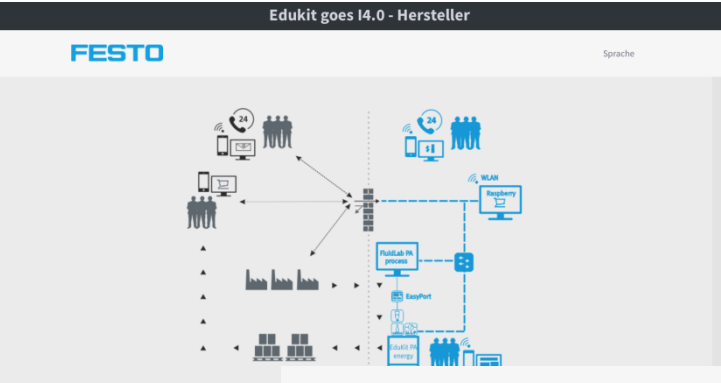 Edukit goes I4.0 - Hersteller
FESTO
Sprache
24
24
WLAN
Raspberry
FluidLab PA
process
EasyPort
EduKit PA
energy